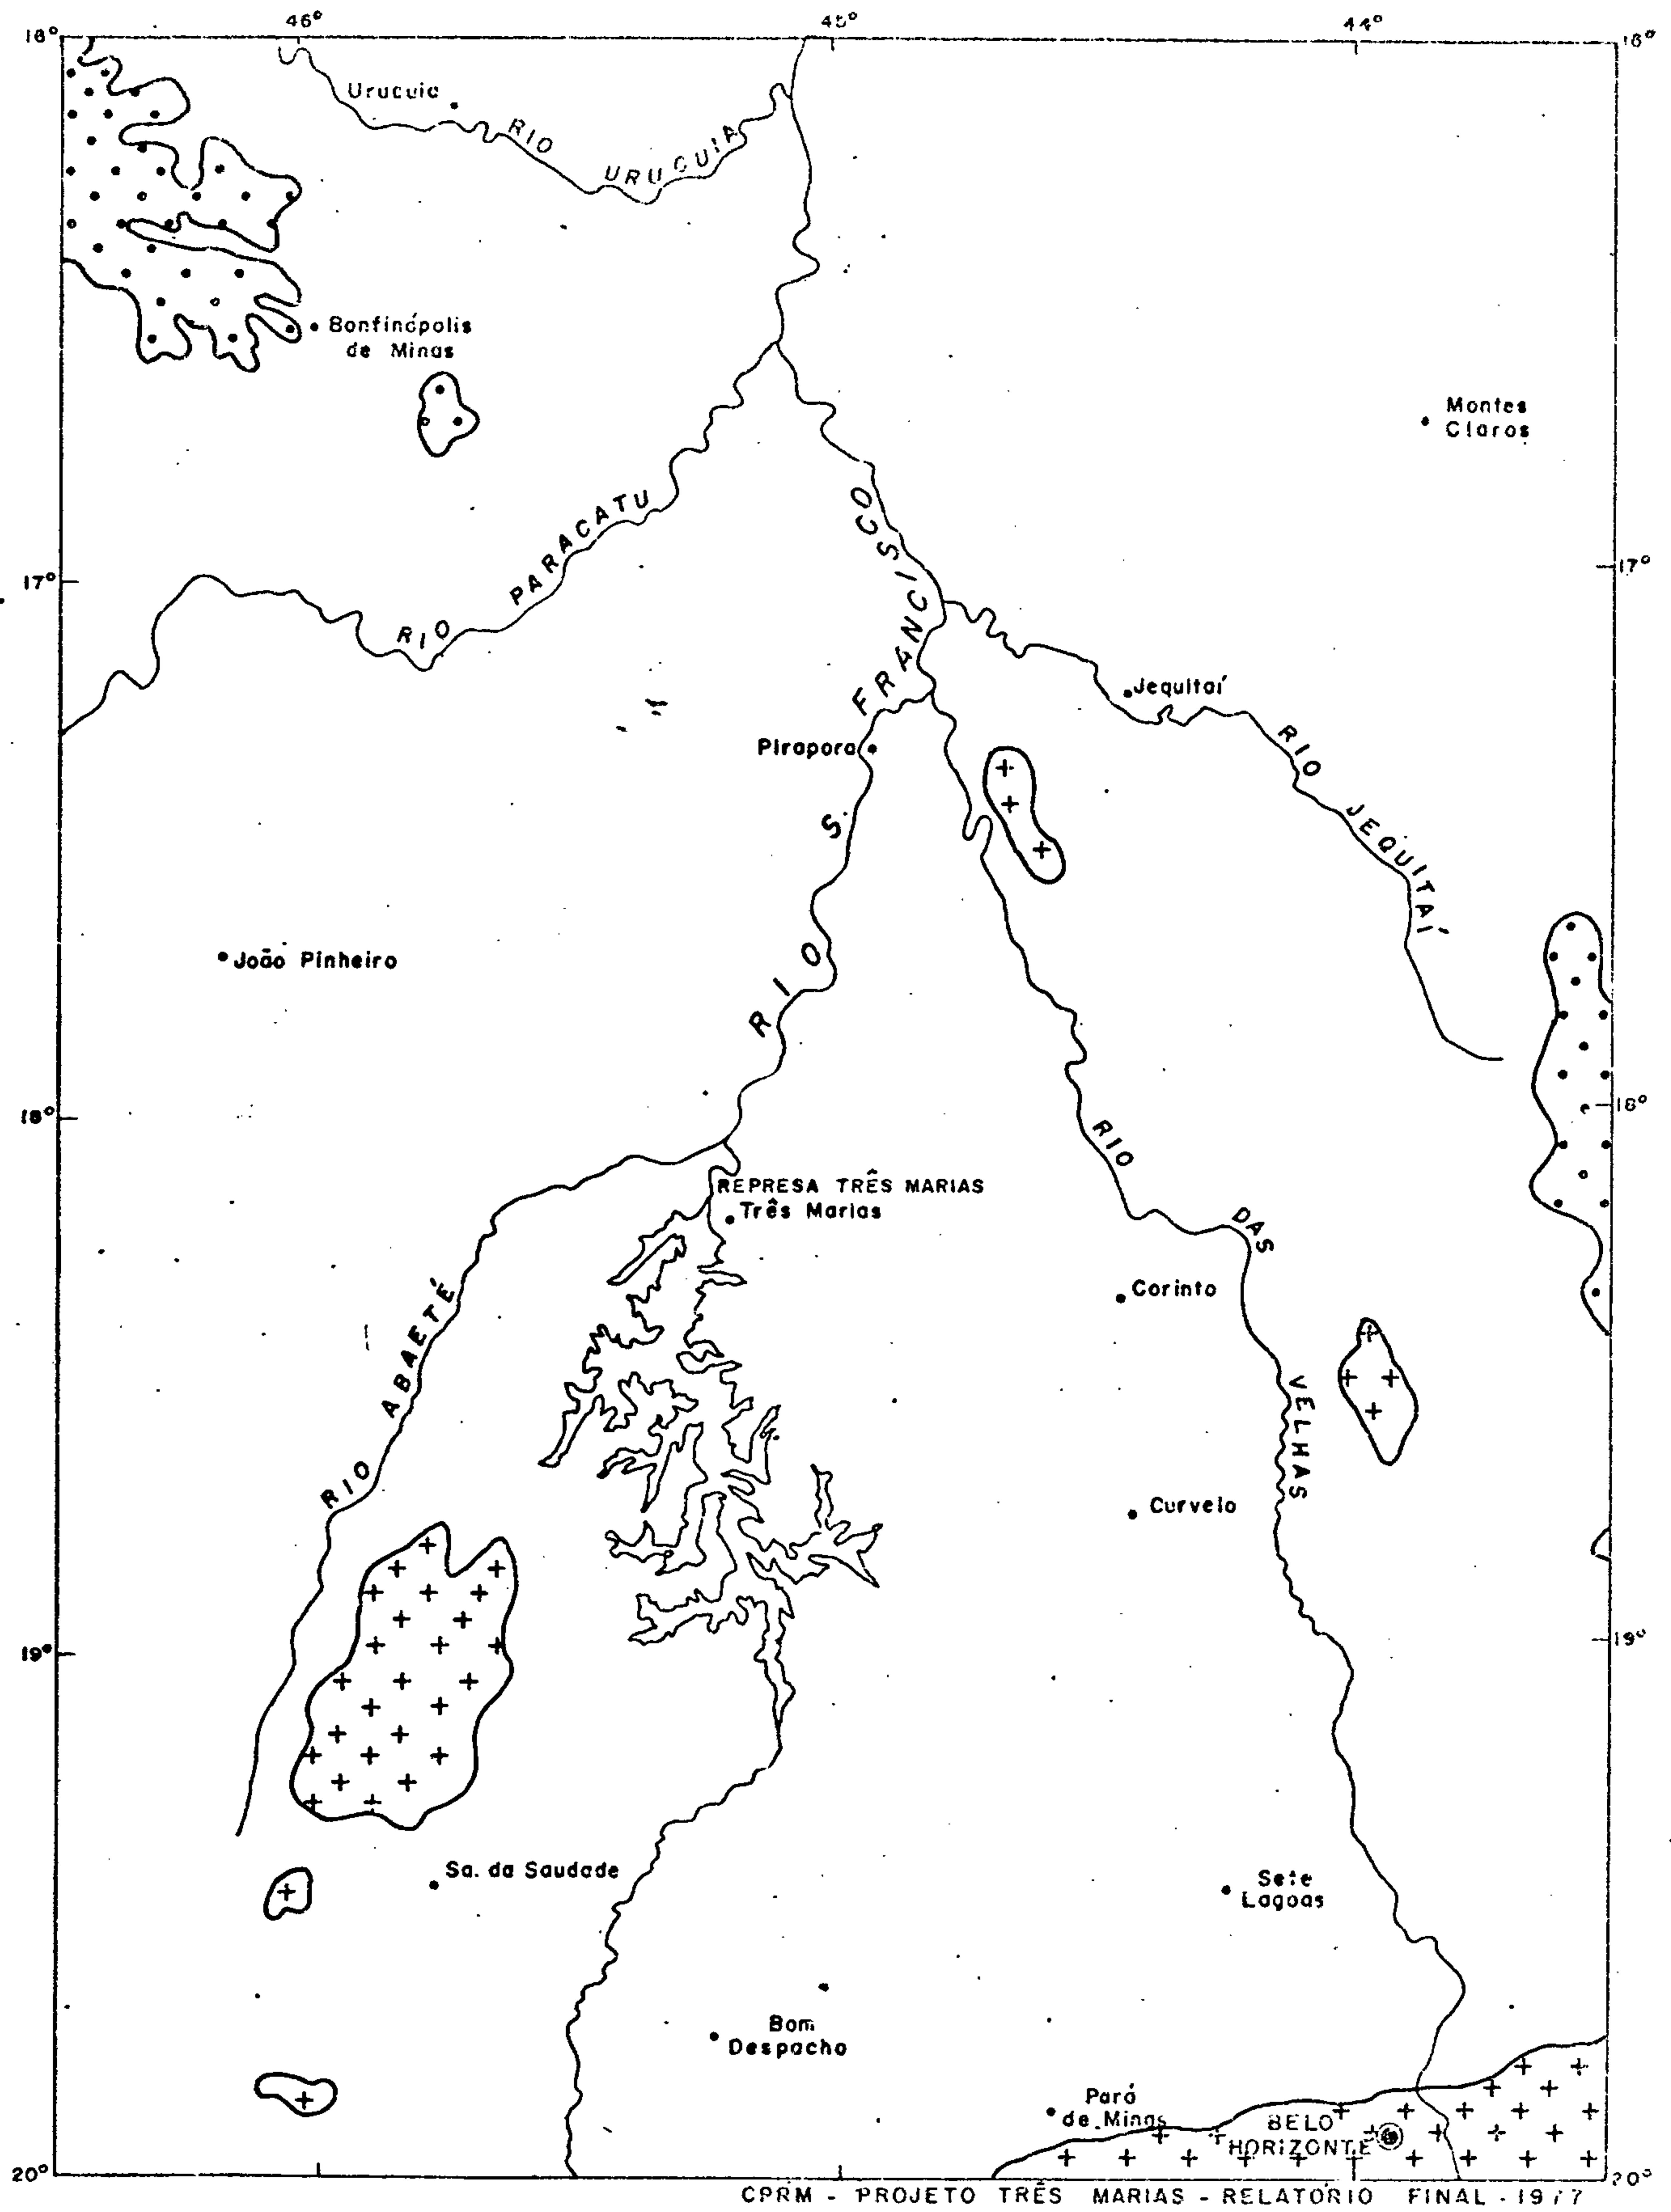 46° 45° 44°
16° 16°
Urucuia
RIO URUCUIA
Bonfinópolis
de Minas
Montes
Claros
RIO PARACATU
17° 17°
RIO S. FRANCISCO
Jequitaí
RIO JEQUITAÍ
Pirapora
João Pinheiro
18° 18°
RIO DAS VELHAS
REPRESA TRÊS MARIAS
Três Marias
RIO ABAETÉ
Corinto
Curvelo
19° 19°
Sa. da Saudade
Sete
Lagoas
Bom
Despacho
Pará
de Minas
BELO
HORIZONTE
20° 20°
CPRM - PROJETO TRÊS MARIAS - RELATÓRIO FINAL - 1977